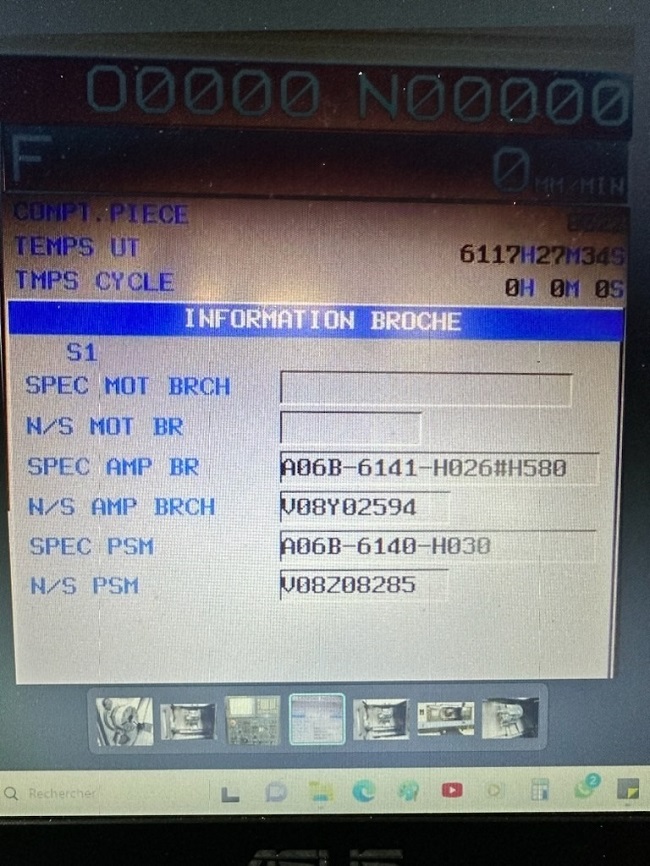 O0000 N00000
F 0 MM/MIN
COMPT.PIECE
TEMPS UT 6117H27M34S
TMPS CYCLE 0H 0M 0S
INFORMATION BROCHE
S1
SPEC MOT BRCH
N/S MOT BR
SPEC AMP BR A06B-6141-H026#H580
N/S AMP BRCH V08Y02594
SPEC PSM A06B-6140-H030
N/S PSM V08Z08285
Rechercher
2